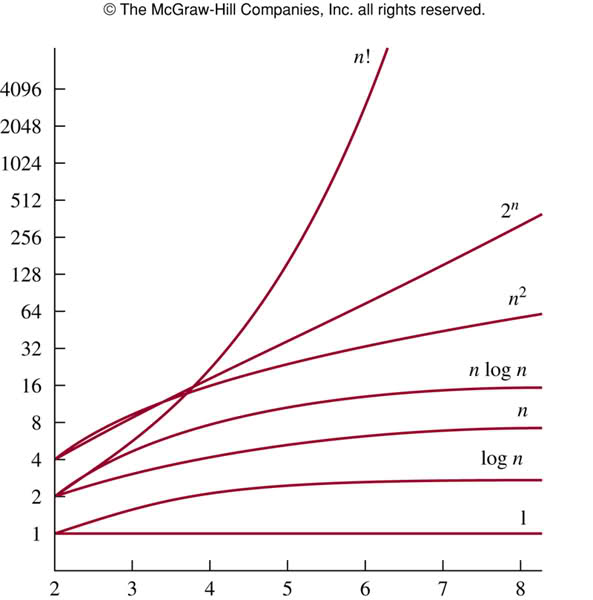 © The McGraw-Hill Companies, Inc. all rights reserved.
n!
4096
2048
1024
512
2ⁿ
256
128
n²
64
32
n log n
16
n
8
log n
4
2
1
1
2 3 4 5 6 7 8